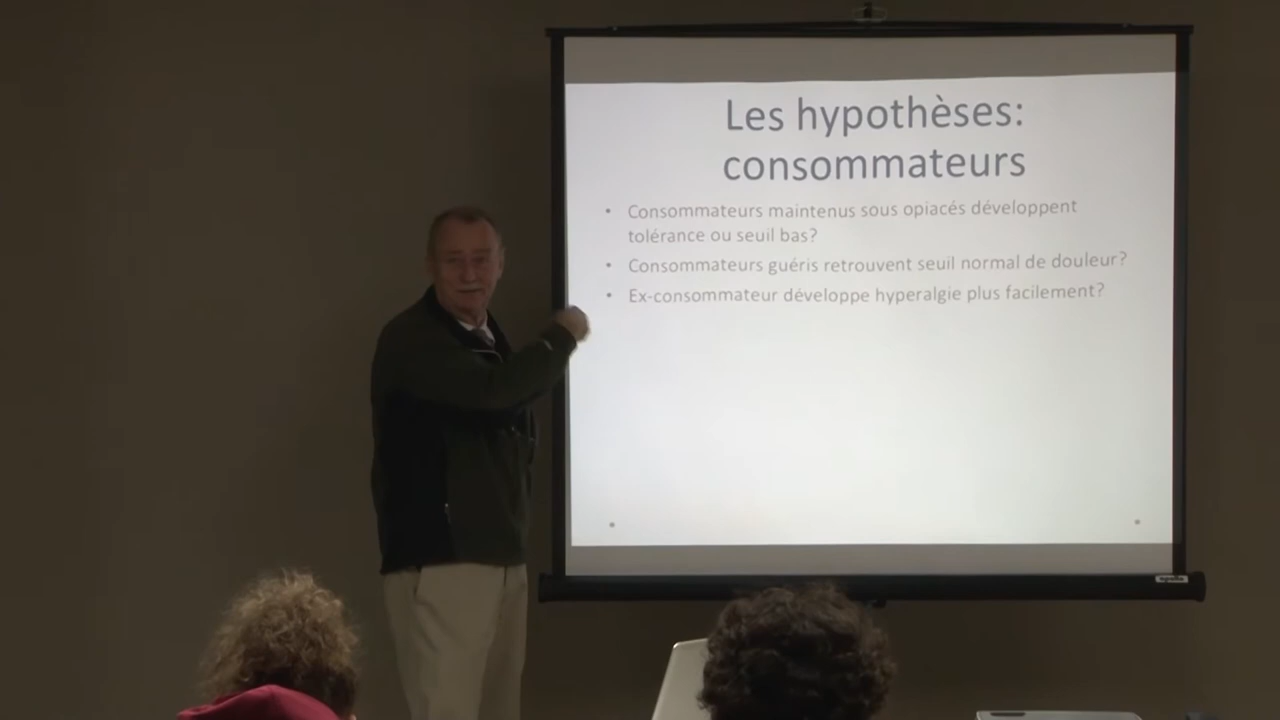 Les hypothèses:
consommateurs
• Consommateurs maintenus sous opiacés développent
tolérance ou seuil bas?
• Consommateurs guéris retrouvent seuil normal de douleur?
• Ex-consommateur développe hyperalgie plus facilement?
apollo